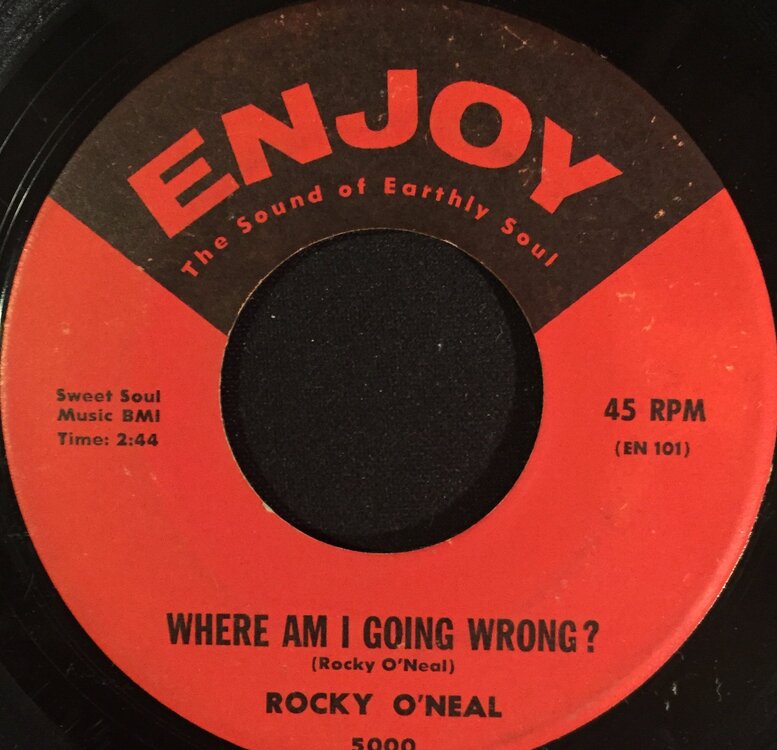 ENJOY
The Sound of Earthly Soul
Sweet Soul
Music BMI
Time: 2:44
45 RPM
(EN 101)
WHERE AM I GOING WRONG?
(Rocky O'Neal)
ROCKY O'NEAL
5000